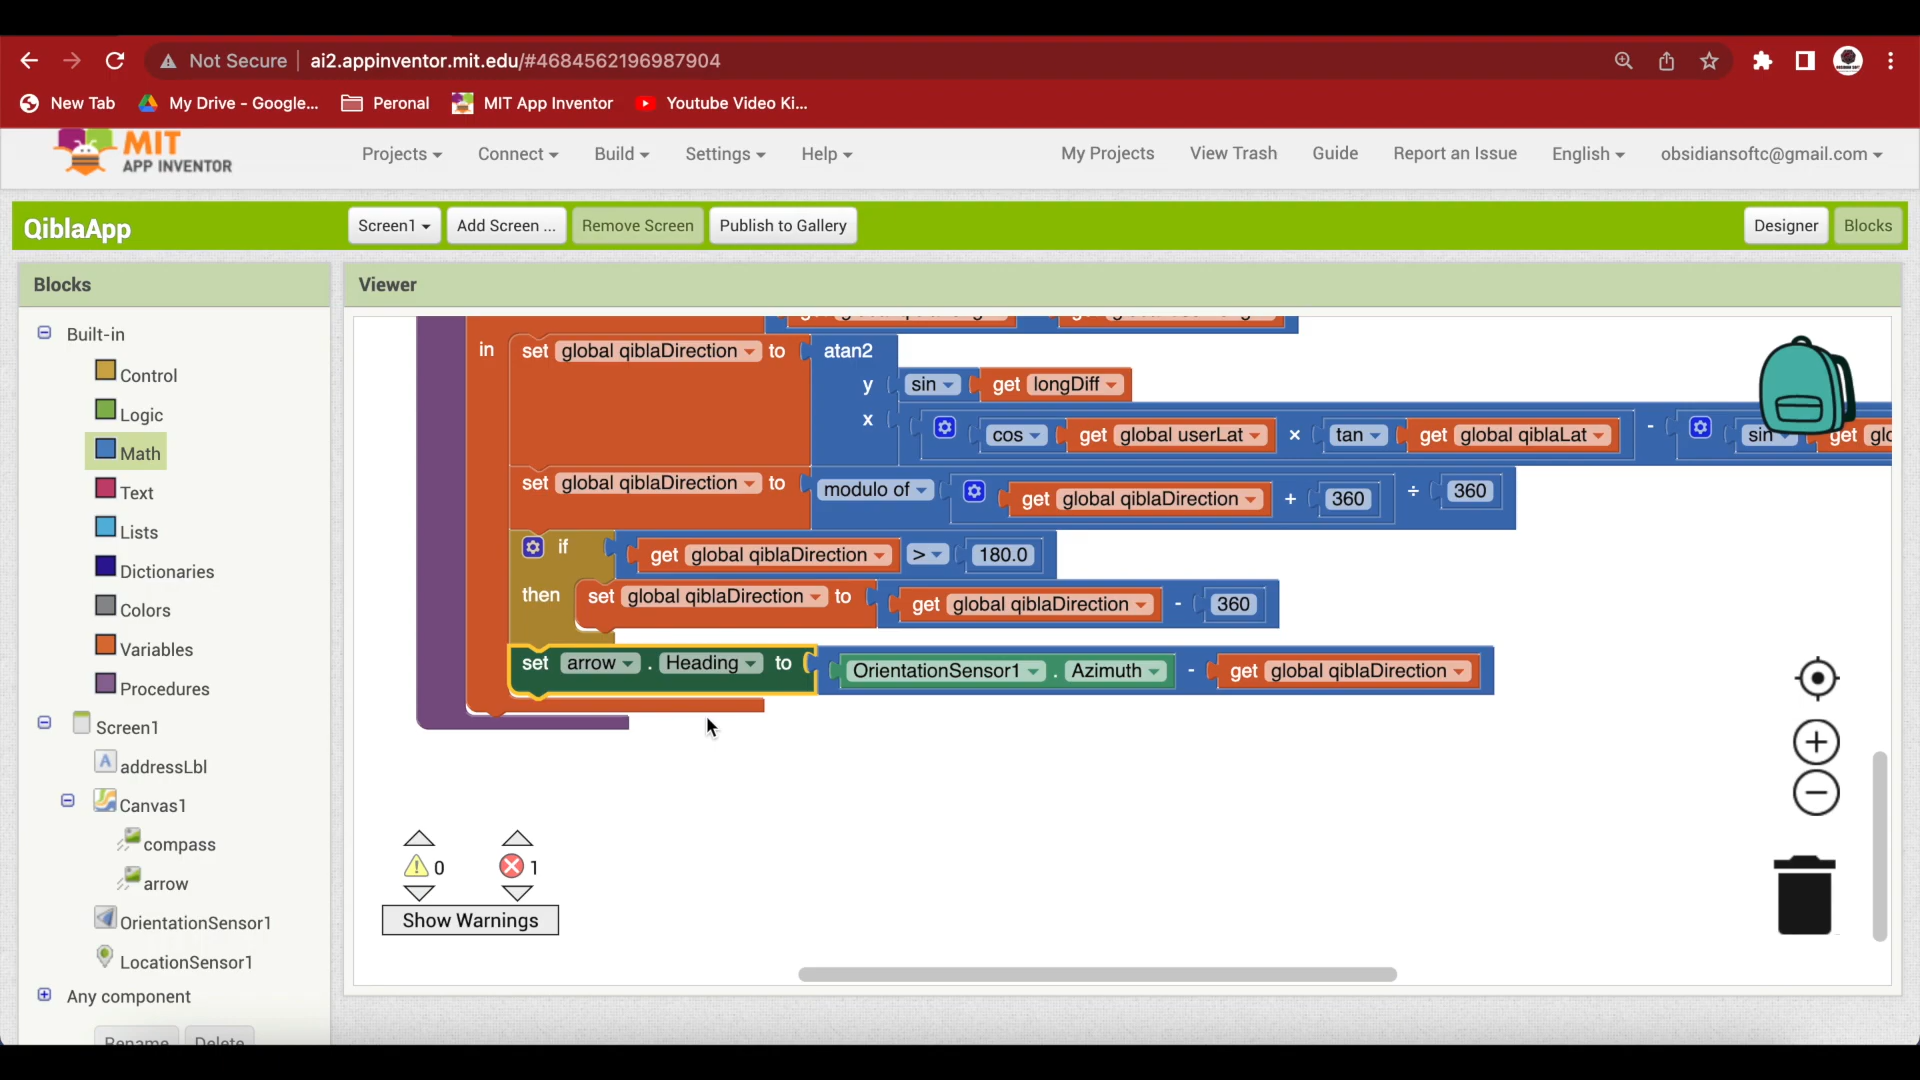 Not Secure | ai2.appinventor.mit.edu/#4684562196987904
New Tab My Drive - Google... Peronal MIT App Inventor Youtube Video Ki...
MIT
APP INVENTOR
Projects Connect Build Settings Help My Projects View Trash Guide Report an Issue English obsidiansoftc@gmail.com
QiblaApp Screen1 Add Screen ... Remove Screen Publish to Gallery Designer Blocks
Blocks
Viewer
Built-in
Control
Logic
Math
Text
Lists
Dictionaries
Colors
Variables
Procedures
Screen1
A addressLbl
Canvas1
compass
arrow
OrientationSensor1
LocationSensor1
Any component
Rename Delete
in set global qiblaDirection to atan2
y sin get longDiff
x cos get global userLat × tan get global qiblaLat - sin get
set global qiblaDirection to modulo of get global qiblaDirection + 360 ÷ 360
if get global qiblaDirection > 180.0
then set global qiblaDirection to get global qiblaDirection - 360
set arrow . Heading to OrientationSensor1 . Azimuth - get global qiblaDirection
0 1
Show Warnings